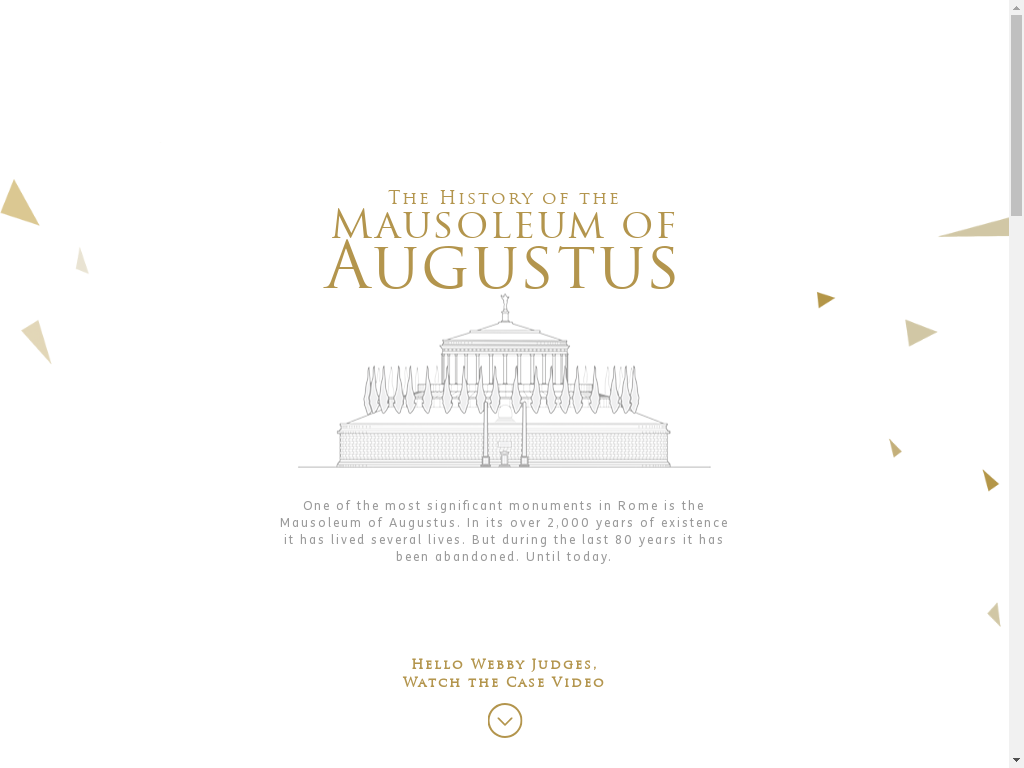 The History of the
Mausoleum of
Augustus
One of the most significant monuments in Rome is the
Mausoleum of Augustus. In its over 2,000 years of existence
it has lived several lives. But during the last 80 years it has
been abandoned. Until today.
Hello Webby Judges,
Watch the Case Video